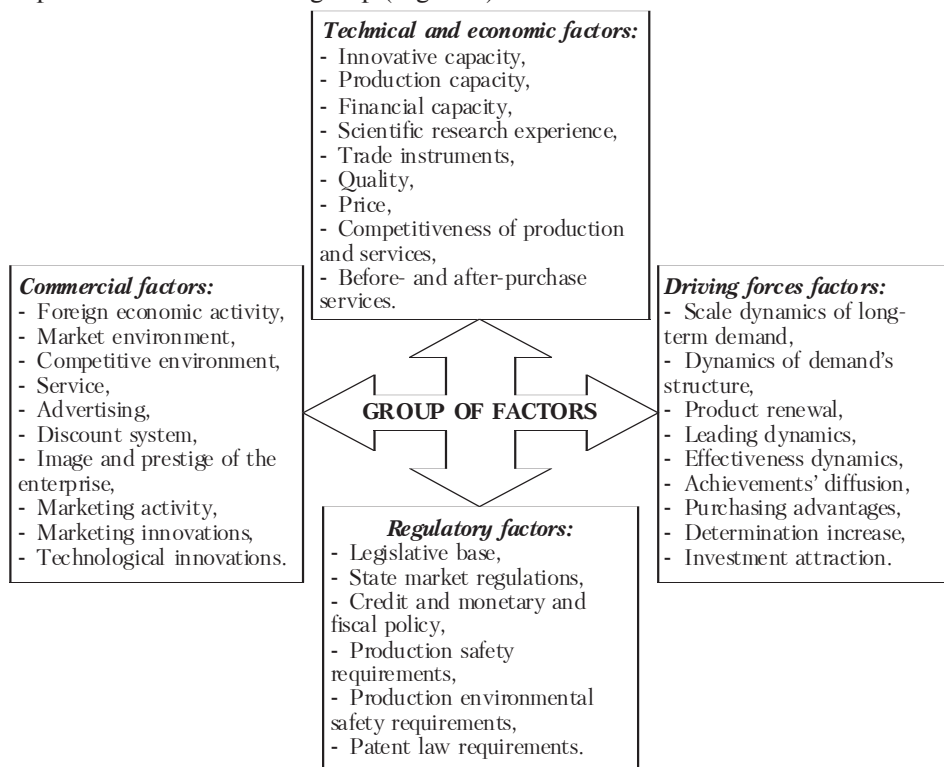 Technical and economic factors:
- Innovative capacity,
- Production capacity,
- Financial capacity,
- Scientific research experience,
- Trade instruments,
- Quality,
- Price,
- Competitiveness of production
and services,
- Before- and after-purchase
services.
Commercial factors:
- Foreign economic activity,
- Market environment,
- Competitive environment,
- Service,
- Advertising,
- Discount system,
- Image and prestige of the
enterprise,
- Marketing activity,
- Marketing innovations,
- Technological innovations.
GROUP OF FACTORS
Driving forces factors:
- Scale dynamics of long-
term demand,
- Dynamics of demand's
structure,
- Product renewal,
- Leading dynamics,
- Effectiveness dynamics,
- Achievements' diffusion,
- Purchasing advantages,
- Determination increase,
- Investment attraction.
Regulatory factors:
- Legislative base,
- State market regulations,
- Credit and monetary and
fiscal policy,
- Production safety
requirements,
- Production environmental
safety requirements,
- Patent law requirements.